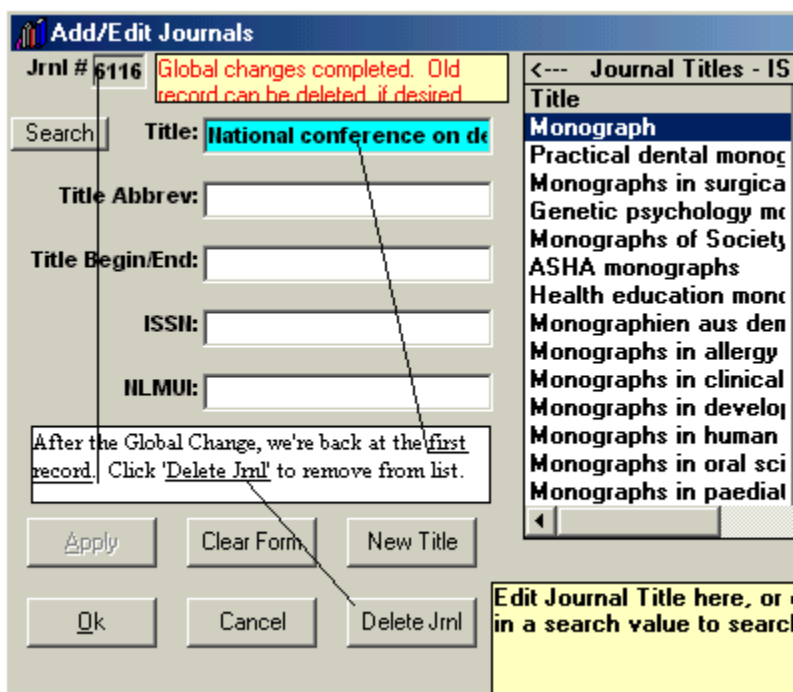 Add/Edit Journals
Jrnl # 6116
Global changes completed. Old
record can be deleted, if desired
Search
Title: National conference on de
Title Abbrev:
Title Begin/End:
ISSN:
NLMUI:
After the Global Change, we're back at the first
record. Click 'Delete Jrnl' to remove from list.
Apply
Clear Form
New Title
Ok
Cancel
Delete Jrnl
<--- Journal Titles - IS
Title
Monograph
Practical dental monog
Monographs in surgica
Genetic psychology mo
Monographs of Society
ASHA monographs
Health education mono
Monographien aus den
Monographs in allergy
Monographs in clinical
Monographs in develop
Monographs in human
Monographs in oral sci
Monographs in paediat
Edit Journal Title here, or
in a search value to search